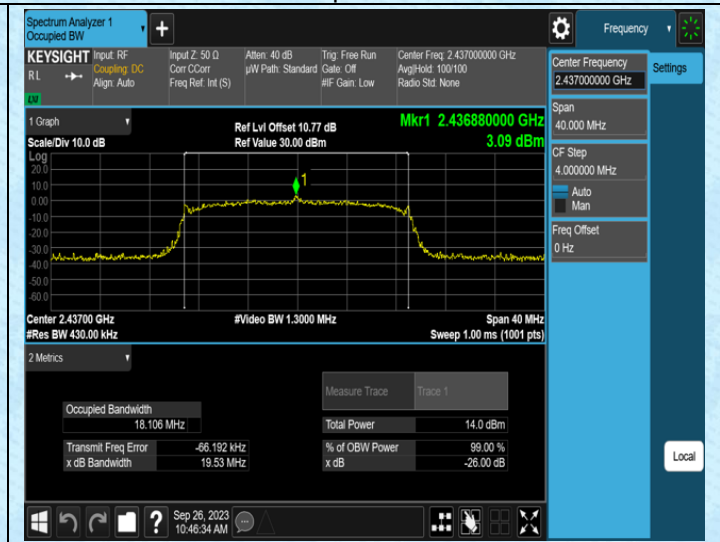 Spectrum Analyzer 1
Occupied BW
+
Frequency
KEYSIGHT
RL
Input: RF
Coupling: DC
Align: Auto
Input Z: 50 Ω
Corr CCorr
Freq Ref: Int (S)
Atten: 40 dB
µW Path: Standard
Trig: Free Run
Gate: Off
#IF Gain: Low
Center Freq: 2.437000000 GHz
Avg|Hold: 100/100
Radio Std: None
Center Frequency
2.437000000 GHz
Settings
Span
40.000 MHz
CF Step
4.000000 MHz
Auto
Man
Freq Offset
0 Hz
Local
1 Graph
Scale/Div 10.0 dB
Ref Lvl Offset 10.77 dB
Ref Value 30.00 dBm
Mkr1 2.436880000 GHz
3.09 dBm
Log
20.0
10.0
0.00
-10.0
-20.0
-30.0
-40.0
-50.0
-60.0
1
Center 2.43700 GHz
#Video BW 1.3000 MHz
Span 40 MHz
#Res BW 430.00 kHz
Sweep 1.00 ms (1001 pts)
2 Metrics
Measure Trace
Trace 1
Occupied Bandwidth
18.106 MHz
Total Power
14.0 dBm
Transmit Freq Error
-66.192 kHz
% of OBW Power
99.00 %
x dB Bandwidth
19.53 MHz
x dB
-26.00 dB
?
Sep 26, 2023
10:46:34 AM